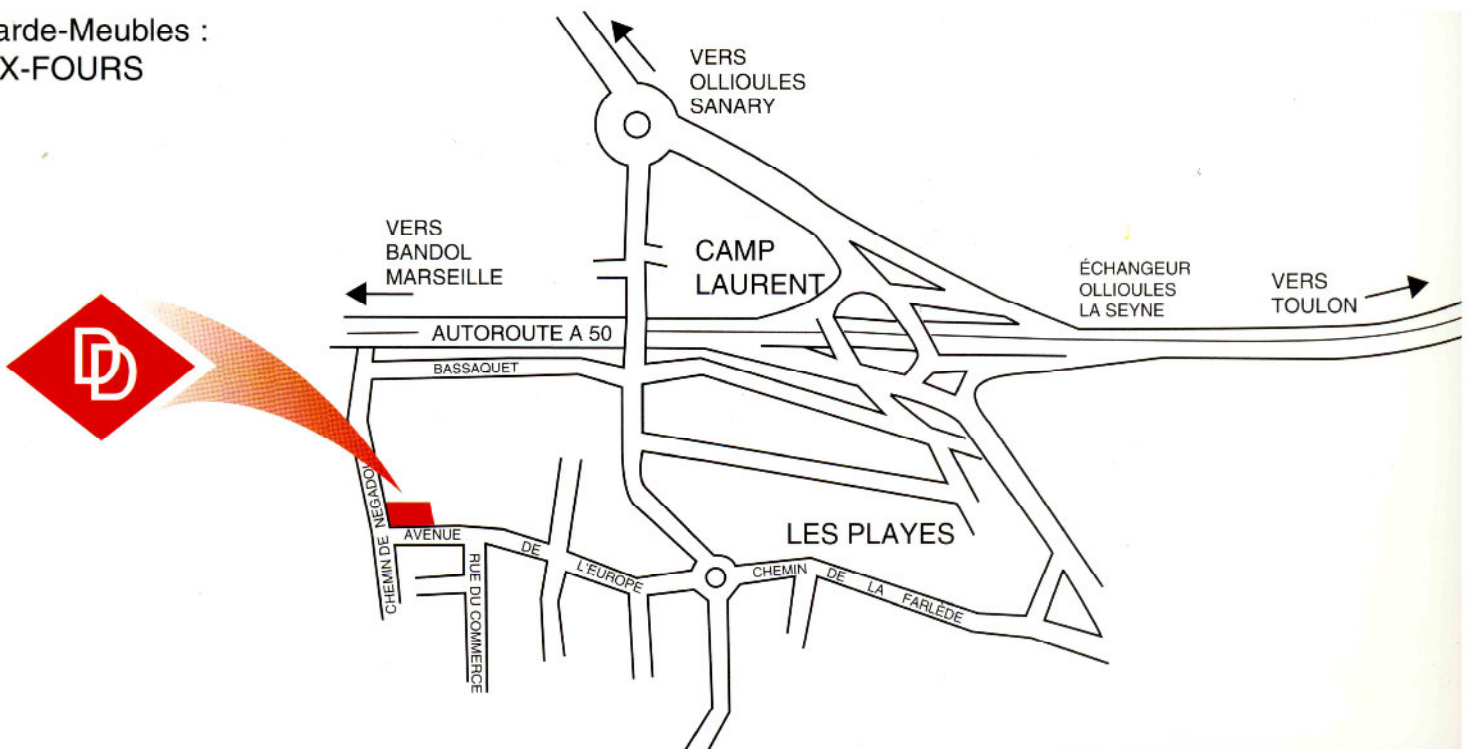 arde-Meubles :
X-FOURS
VERS
OLLIOULES
SANARY
VERS
BANDOL
MARSEILLE
CAMP
LAURENT
ÉCHANGEUR
OLLIOULES
LA SEYNE
VERS
TOULON
AUTOROUTE A 50
BASSAQUET
DD
CHEMIN DE NEGADOU
AVENUE DE L'EUROPE
RUE DU COMMERCE
LES PLAYES
CHEMIN DE LA FARLÈDE